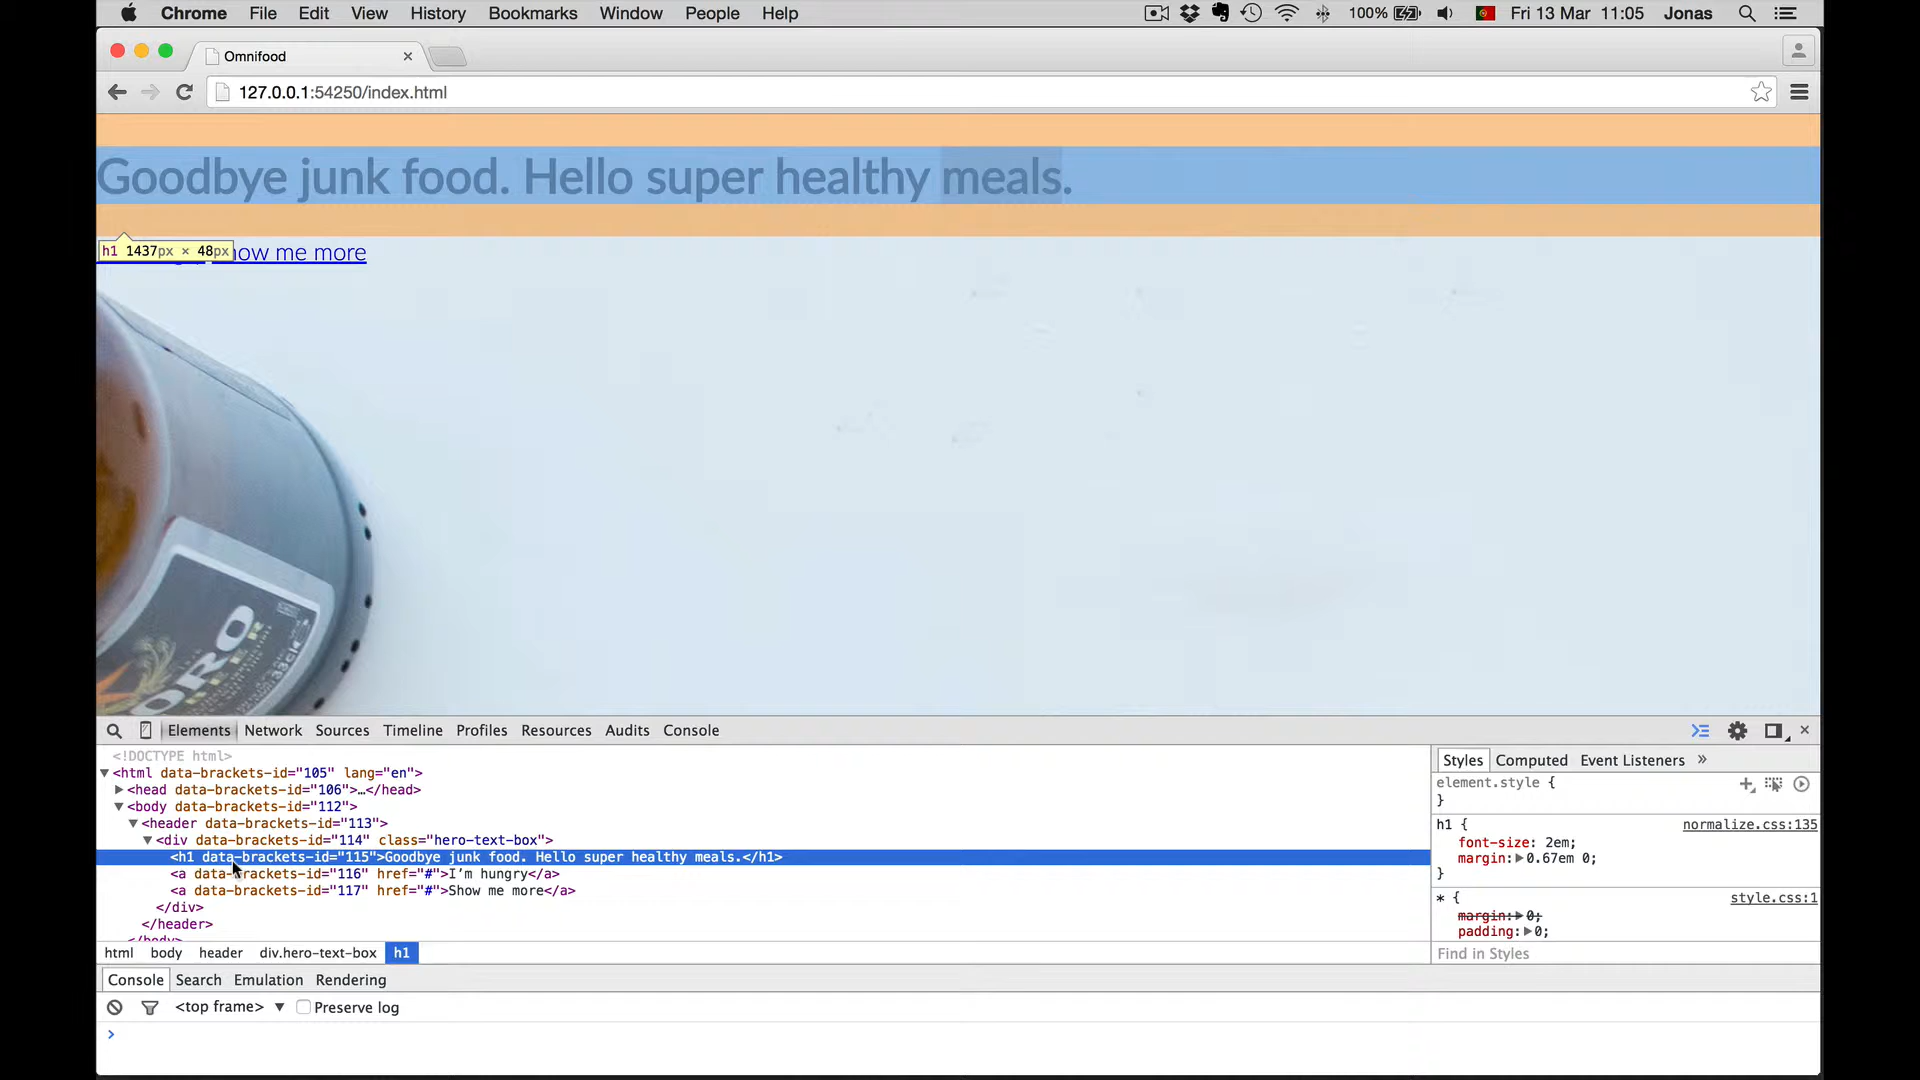 Chrome File Edit View History Bookmarks Window People Help 100% Fri 13 Mar 11:05 Jonas
Omnifood
127.0.0.1:54250/index.html
Goodbye junk food. Hello super healthy meals.
h1 1437px × 48px how me more
ORO
33cl
Elements Network Sources Timeline Profiles Resources Audits Console
<!DOCTYPE html>
▼<html data-brackets-id="105" lang="en">
▶<head data-brackets-id="106">…</head>
▼<body data-brackets-id="112">
▼<header data-brackets-id="113">
▼<div data-brackets-id="114" class="hero-text-box">
<h1 data-brackets-id="115">Goodbye junk food. Hello super healthy meals.</h1>
<a data-brackets-id="116" href="#">I’m hungry</a>
<a data-brackets-id="117" href="#">Show me more</a>
</div>
</header>
</body>
html body header div.hero-text-box h1
Styles Computed Event Listeners »
element.style {
}
h1 { normalize.css:135
font-size: 2em;
margin:▶0.67em 0;
}
* { style.css:1
margin:▶0;
padding:▶0;
Find in Styles
Console Search Emulation Rendering
<top frame> ▼ Preserve log
>